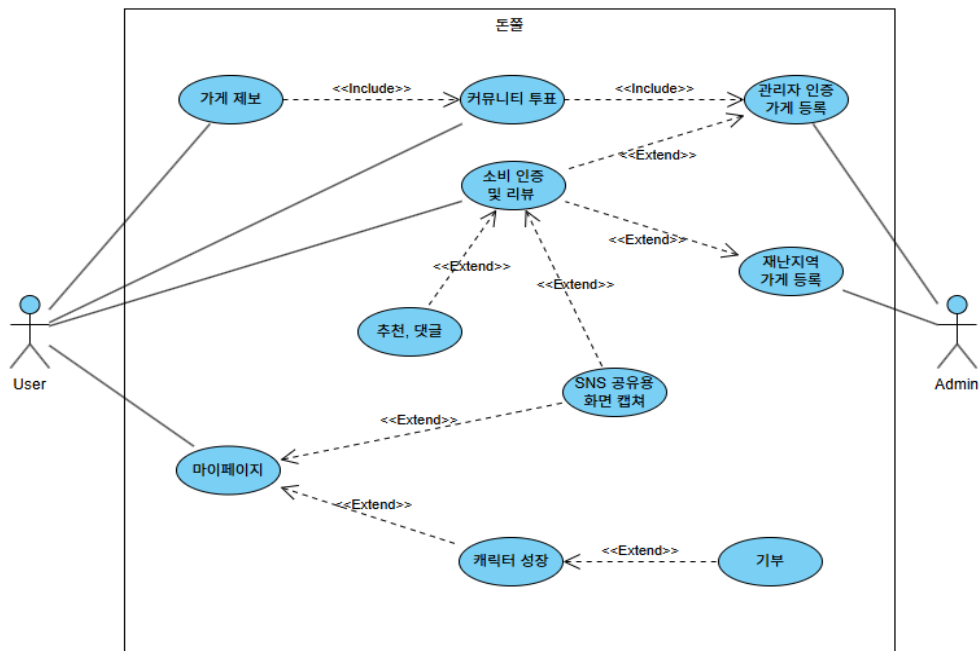 돈쭐
가게 제보
<<Include>>
커뮤니티 투표
<<Include>>
관리자 인증
가게 등록
<<Extend>>
소비 인증
및 리뷰
<<Extend>>
재난지역
가게 등록
<<Extend>>
<<Extend>>
추천, 댓글
User
Admin
SNS 공유용
화면 캡쳐
<<Extend>>
마이페이지
<<Extend>>
캐릭터 성장
<<Extend>>
기부